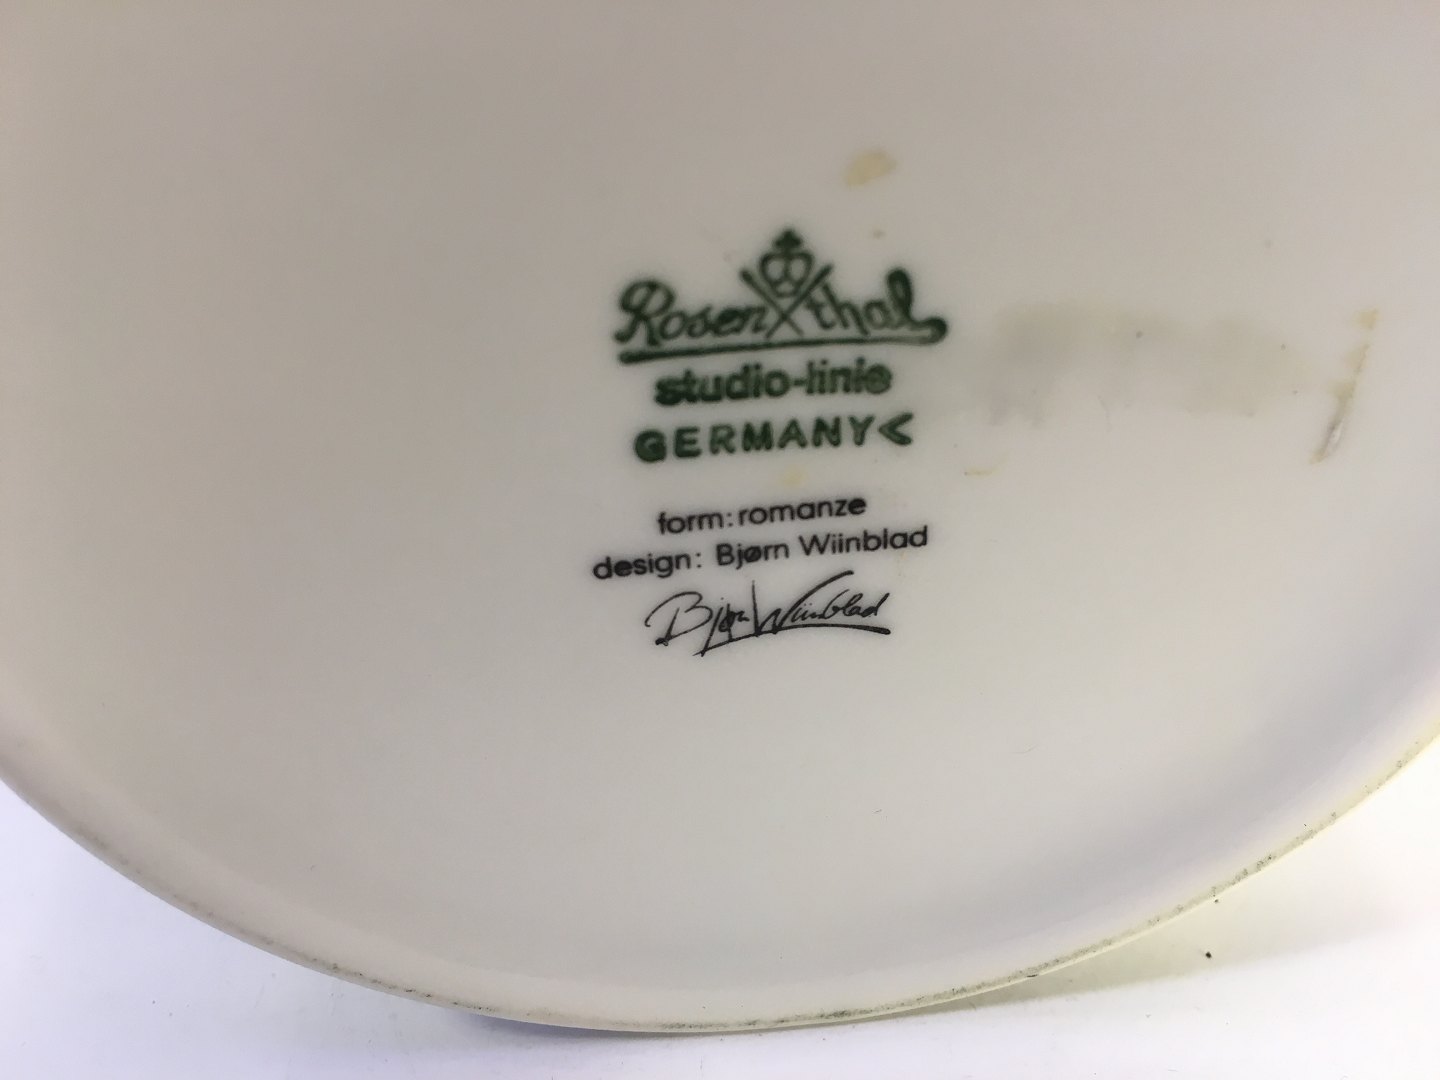 Rosenthal
studio-linie
GERMANY<
form: romanze
design: Bjørn Wiinblad
Bjørn Wiinblad